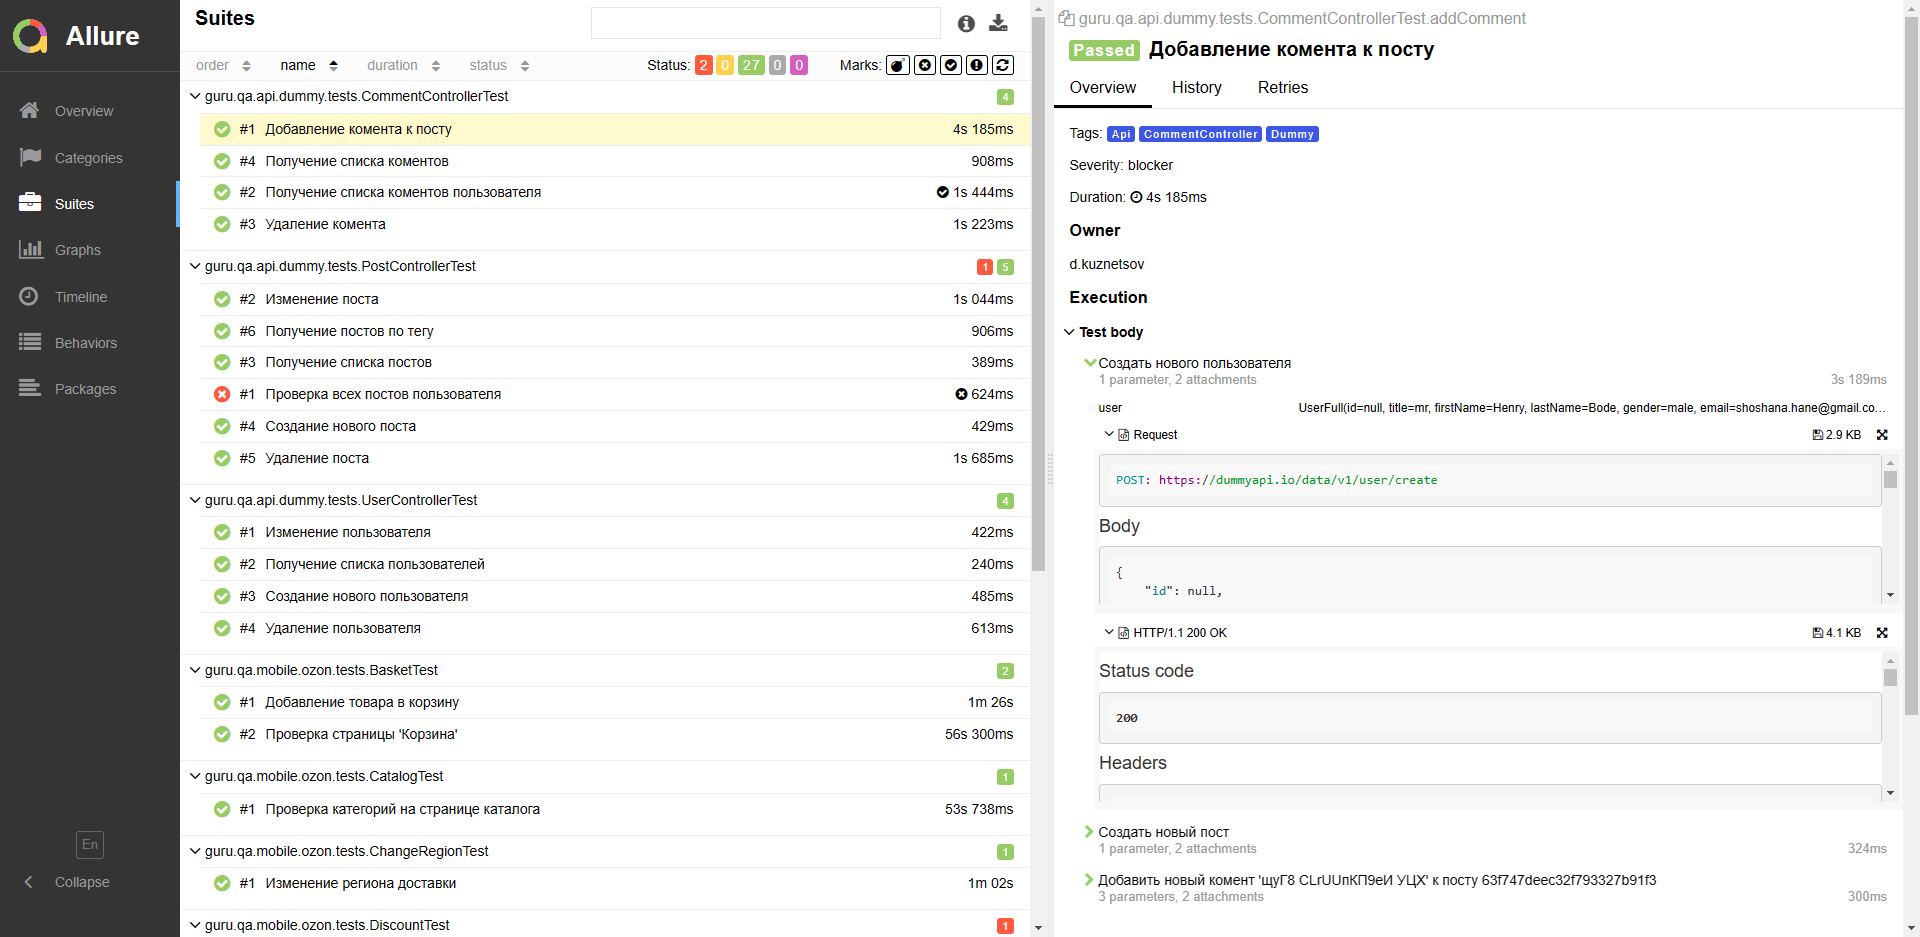 Allure
Overview
Categories
Suites
Graphs
Timeline
Behaviors
Packages
En
Collapse
Suites
order name duration status Status: 2 0 27 0 0 Marks:
guru.qa.api.dummy.tests.CommentControllerTest 4
#1 Добавление комента к посту 4s 185ms
#4 Получение списка коментов 908ms
#2 Получение списка коментов пользователя 1s 444ms
#3 Удаление комента 1s 223ms
guru.qa.api.dummy.tests.PostControllerTest 1 5
#2 Изменение поста 1s 044ms
#6 Получение постов по тегу 906ms
#3 Получение списка постов 389ms
#1 Проверка всех постов пользователя 624ms
#4 Создание нового поста 429ms
#5 Удаление поста 1s 685ms
guru.qa.api.dummy.tests.UserControllerTest 4
#1 Изменение пользователя 422ms
#2 Получение списка пользователей 240ms
#3 Создание нового пользователя 485ms
#4 Удаление пользователя 613ms
guru.qa.mobile.ozon.tests.BasketTest 2
#1 Добавление товара в корзину 1m 26s
#2 Проверка страницы 'Корзина' 56s 300ms
guru.qa.mobile.ozon.tests.CatalogTest 1
#1 Проверка категорий на странице каталога 53s 738ms
guru.qa.mobile.ozon.tests.ChangeRegionTest 1
#1 Изменение региона доставки 1m 02s
guru.qa.mobile.ozon.tests.DiscountTest 1
guru.qa.api.dummy.tests.CommentControllerTest.addComment
Passed Добавление комента к посту
Overview History Retries
Tags: Api CommentController Dummy
Severity: blocker
Duration: 4s 185ms
Owner
d.kuznetsov
Execution
Test body
Создать нового пользователя
1 parameter, 2 attachments 3s 189ms
user UserFull(id=null, title=mr, firstName=Henry, lastName=Bode, gender=male, email=shoshana.hane@gmail.co...
Request 2.9 KB
POST: https://dummyapi.io/data/v1/user/create
Body
{
"id": null,
HTTP/1.1 200 OK 4.1 KB
Status code
200
Headers
Создать новый пост
1 parameter, 2 attachments 324ms
Добавить новый комент 'щуГ8 CLrUUпКП9еИ УЦХ' к посту 63f747deec32f793327b91f3
3 parameters, 2 attachments 300ms